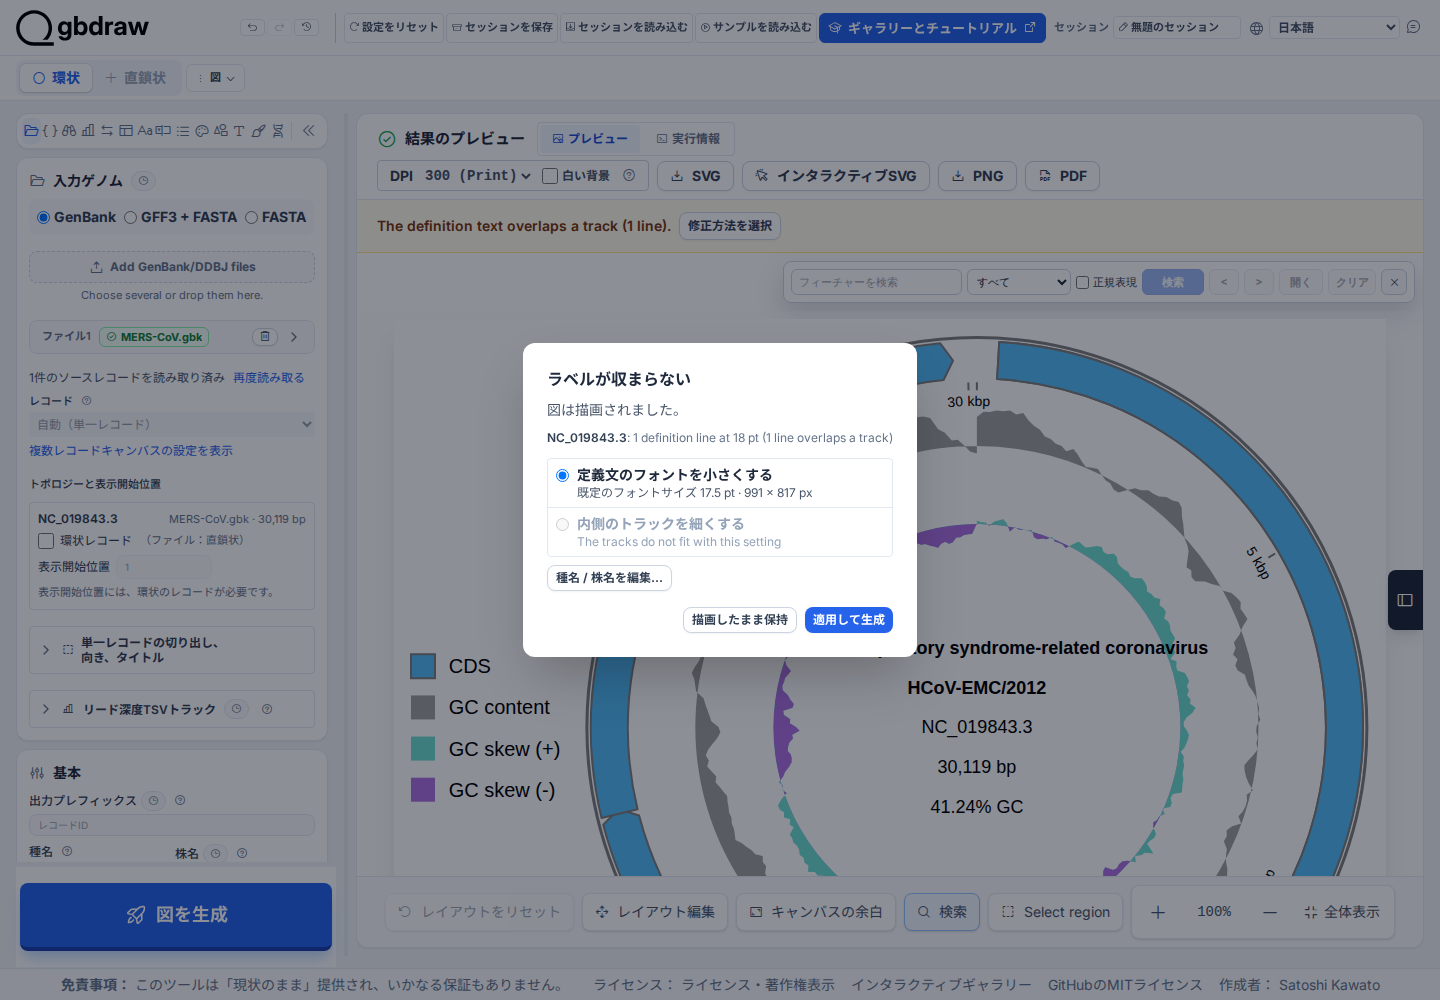 gbdraw
設定をリセット
セッションを保存
セッションを読み込む
サンプルを読み込む
ギャラリーとチュートリアル
セッション
無題のセッション
日本語
環状
直鎖状
図
入力ゲノム
GenBank
GFF3 + FASTA
FASTA
Add GenBank/DDBJ files
Choose several or drop them here.
ファイル1
MERS-CoV.gbk
1件のソースレコードを読み取り済み 再度読み取る
レコード
自動（単一レコード）
複数レコードキャンバスの設定を表示
トポロジーと表示開始位置
NC_019843.3
MERS-CoV.gbk · 30,119 bp
環状レコード （ファイル：直鎖状）
表示開始位置 1
表示開始位置には、環状のレコードが必要です。
単一レコードの切り出し、
向き、タイトル
リード深度TSVトラック
基本
出力プレフィックス
レコードID
種名
株名
図を生成
結果のプレビュー
プレビュー
実行情報
DPI 300 (Print)
白い背景
SVG
インタラクティブSVG
PNG
PDF
The definition text overlaps a track (1 line).
修正方法を選択
フィーチャーを検索
すべて
正規表現
検索
<
>
開く
クリア
×
30 kbp
5 kbp
ラベルが収まらない
図は描画されました。
NC_019843.3: 1 definition line at 18 pt (1 line overlaps a track)
定義文のフォントを小さくする
既定のフォントサイズ 17.5 pt · 991 × 817 px
内側のトラックを細くする
The tracks do not fit with this setting
種名 / 株名を編集...
描画したまま保持
適用して生成
CDS
GC content
GC skew (+)
GC skew (-)
ory syndrome-related coronavirus
HCoV-EMC/2012
NC_019843.3
30,119 bp
41.24% GC
レイアウトをリセット
レイアウト編集
キャンバスの余白
検索
Select region
100%
全体表示
免責事項： このツールは「現状のまま」提供され、いかなる保証もありません。
ライセンス： ライセンス・著作権表示
インタラクティブギャラリー
GitHubのMITライセンス
作成者： Satoshi Kawato